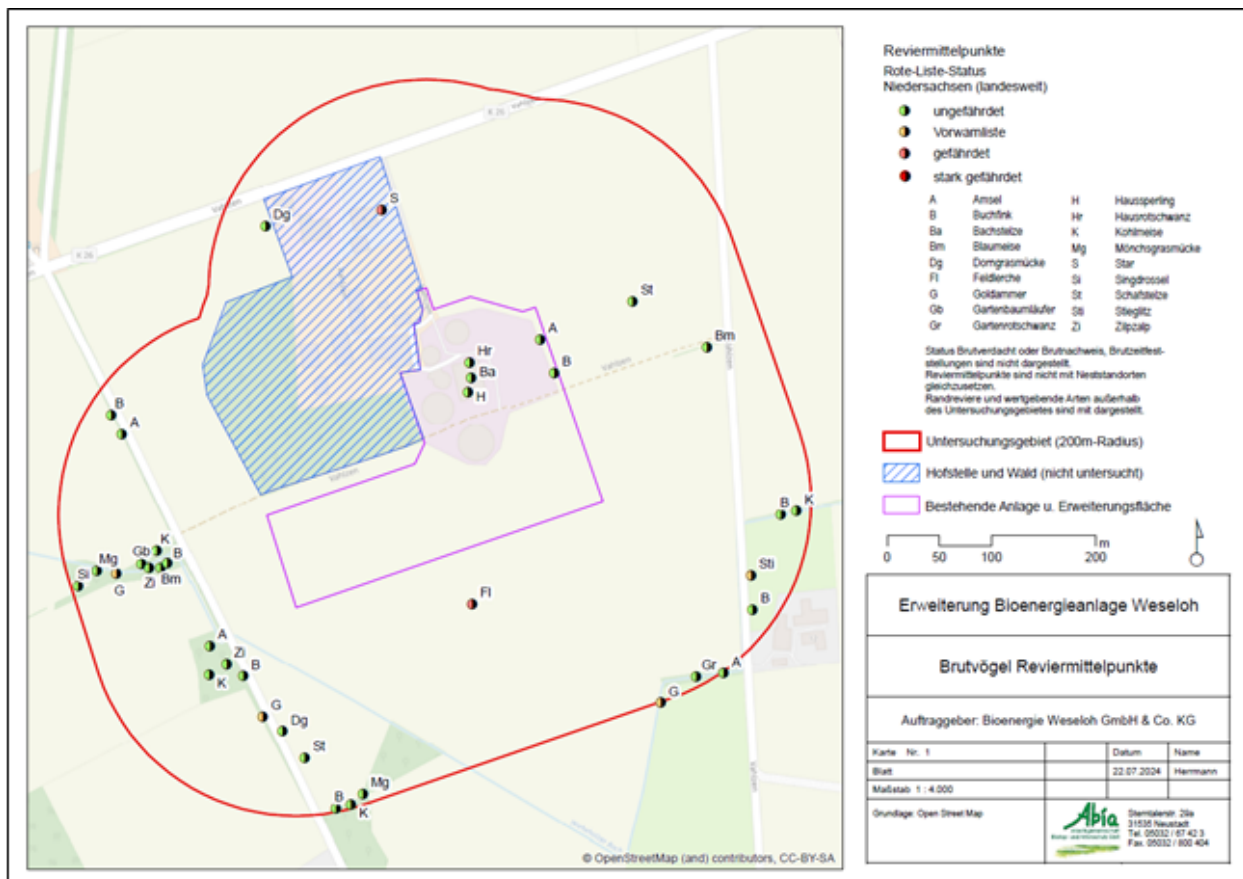 K 26
Vahlsen
Dg
S
K 26
St
A
Bm
Hr
B
Ba
H
B
A
B
K
K
Gb
B
Mg
Si
G
Zi
Bm
Sti
Fl
B
A
Zi
B
K
Gr
A
G
G
Dg
St
Mg
B
K
© OpenStreetMap (and) contributors, CC-BY-SA
Reviermittelpunkte
Rote-Liste-Status
Niedersachsen (landesweit)
ungefährdet
Vorwarnliste
gefährdet
stark gefährdet
A Amsel H Haussperling
B Buchfink Hr Hausrotschwanz
Ba Bachstelze K Kohlmeise
Bm Blaumeise Mg Mönchsgrasmücke
Dg Dorngrasmücke S Star
Fl Feldlerche Si Singdrossel
G Goldammer St Schafstelze
Gb Gartenbaumläufer Sti Stieglitz
Gr Gartenrotschwanz Zi Zilpzalp
Status Brutverdacht oder Brutnachweis, Brutzeitfest-
stellungen sind nicht dargestellt.
Reviermittelpunkte sind nicht mit Neststandorten
gleichzusetzen.
Randreviere und wertgebende Arten außerhalb
des Untersuchungsgebietes sind mit dargestellt.
Untersuchungsgebiet (200m-Radius)
Hofstelle und Wald (nicht untersucht)
Bestehende Anlage u. Erweiterungsfläche
m
0 50 100 200
Erweiterung Bioenergieanlage Weseloh
Brutvögel Reviermittelpunkte
Auftraggeber: Bioenergie Weseloh GmbH & Co. KG
Karte Nr. 1 Datum Name
Blatt 22.07.2024 Herrmann
Maßstab 1 : 4.000
Grundlage: Open Street Map
Abia
Sterntalerstr. 29a
31535 Neustadt
Tel. 05032 / 67 42 3
Fax. 05032 / 800 404